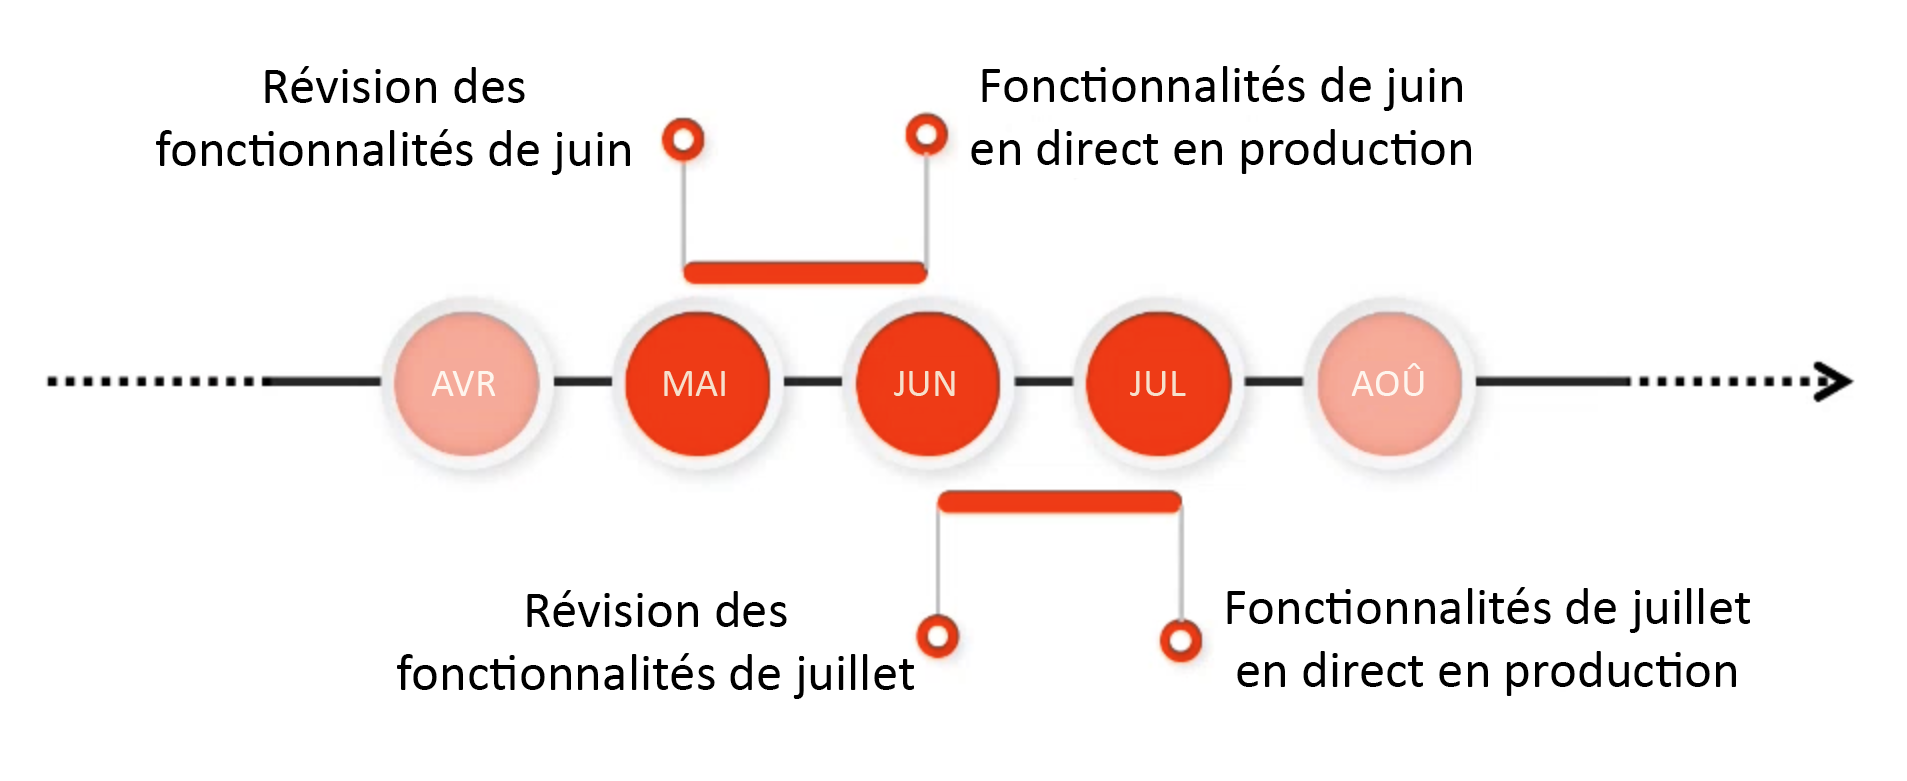 Révision des
fonctionnalités de juin
Fonctionnalités de juin
en direct en production
AVR
MAI
JUN
JUL
AOÛ
Révision des
fonctionnalités de juillet
Fonctionnalités de juillet
en direct en production